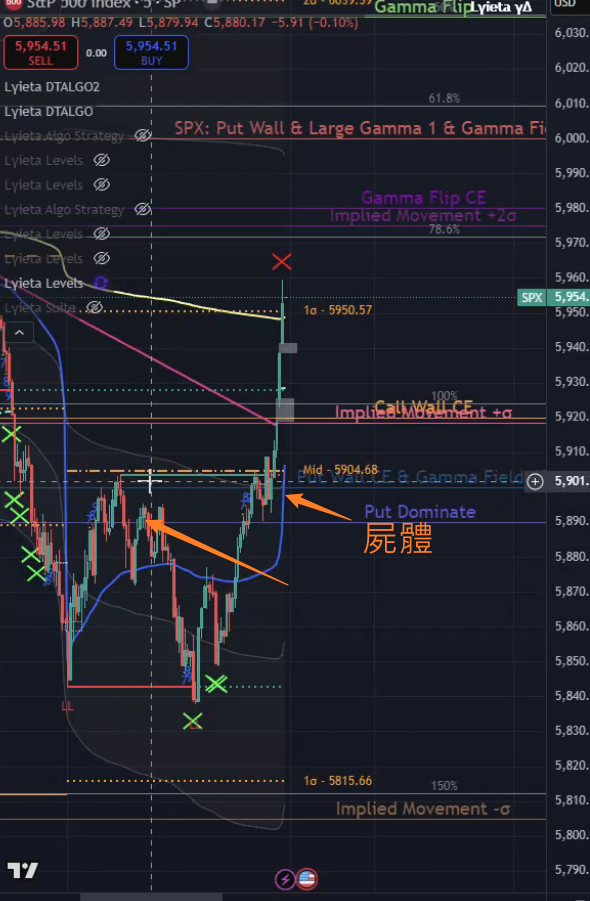 S&P 500 Index · 5 · SP
2σ - 6039.59
Gamma Flip
Lyieta γΔ
USD
O5,885.98 H5,887.49 L5,879.94 C5,880.17 −5.91 (−0.10%)
5,954.51
SELL
0.00
5,954.51
BUY
6,030.
6,020.
Lyieta DTALGO2
61.8%
6,010.
Lyieta DTALGO
Lyieta Algo Strategy
SPX: Put Wall & Large Gamma 1 & Gamma Fi
6,000.
Lyieta Levels
5,990.
Lyieta Levels
Gamma Flip CE
5,980.
Lyieta Algo Strategy
Implied Movement +2σ
Lyieta Levels
78.6%
5,970.
Lyieta Levels
5,960.
Lyieta Levels
SPX
5,954.
Lyieta Suite
1σ - 5950.57
5,950.
5,940.
5,930.
100%
Call Wall CE
Implied Movement +σ
5,920.
5,910.
Mid - 5904.68
Put Wall CE & Gamma Field
5,901.
Put Dominate
5,890.
屍體
5,880.
5,870.
5,860.
5,850.
5,840.
LL
LL
5,830.
5,820.
1σ - 5815.66
150%
5,810.
Implied Movement -σ
5,800.
5,790.